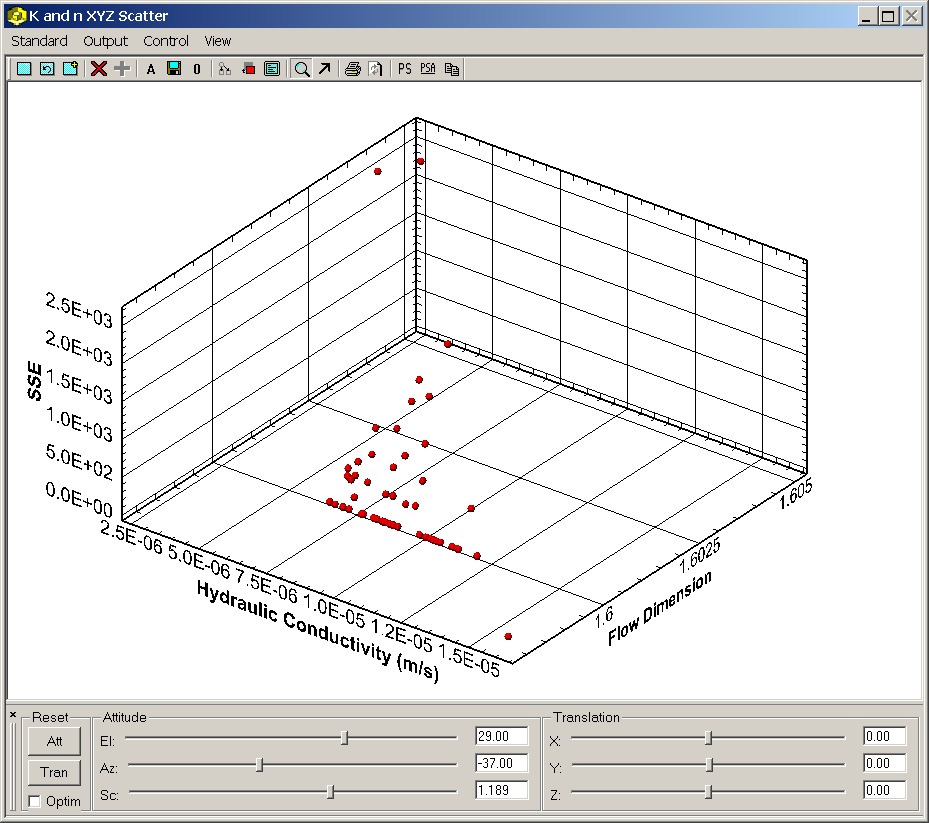 K and n XYZ Scatter
Standard Output Control View
A 0 PS PSA
2.5E+03
2.0E+03
1.5E+03
1.0E+03
5.0E+02
0.0E+00
SSE
2.5E-06 5.0E-06 7.5E-06 1.0E-05 1.2E-05 1.5E-05
Hydraulic Conductivity (m/s)
1.6 1.6025 1.605
Flow Dimension
Reset Attitude Translation
Att El: 29.00 X: 0.00
Tran Az: -37.00 Y: 0.00
Optim Sc: 1.189 Z: 0.00